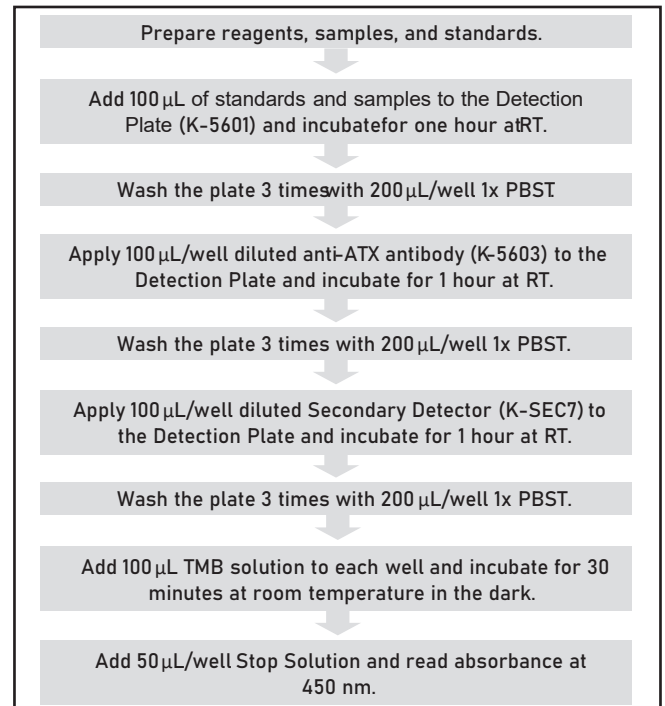 Prepare reagents, samples, and standards.
Add 100 μL of standards and samples to the Detection
Plate (K-5601) and incubatefor one hour atRT.
Wash the plate 3 timeswith 200 μL/well 1x PBST.
Apply 100 μL/well diluted anti-ATX antibody (K-5603) to the
Detection Plate and incubate for 1 hour at RT.
Wash the plate 3 times with 200 μL/well 1x PBST.
Apply 100 μL/well diluted Secondary Detector (K-SEC7) to
the Detection Plate and incubate for 1 hour at RT.
Wash the plate 3 times with 200 μL/well 1x PBST.
Add 100 μL TMB solution to each well and incubate for 30
minutes at room temperature in the dark.
Add 50 μL/well Stop Solution and read absorbance at
450 nm.